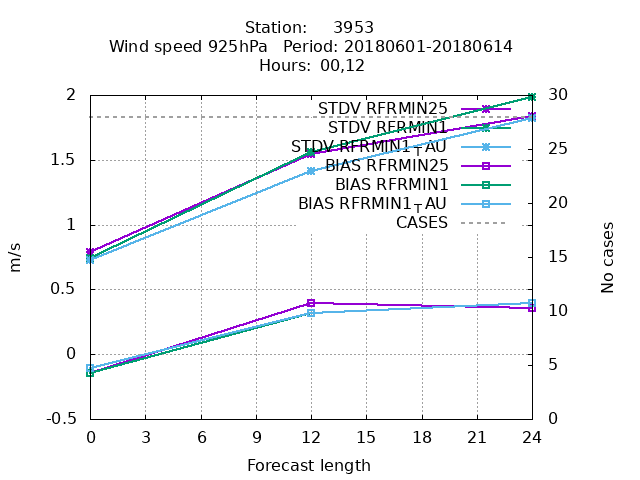 Station: 3953
Wind speed 925hPa Period: 20180601-20180614
Hours: 00,12
2
1.5
1
0.5
0
-0.5
m/s
30
25
20
15
10
5
0
No cases
STDV RFRMIN25
STDV RFRMIN1
STDV RFRMIN1_TAU
BIAS RFRMIN25
BIAS RFRMIN1
BIAS RFRMIN1_TAU
CASES
0 3 6 9 12 15 18 21 24
Forecast length